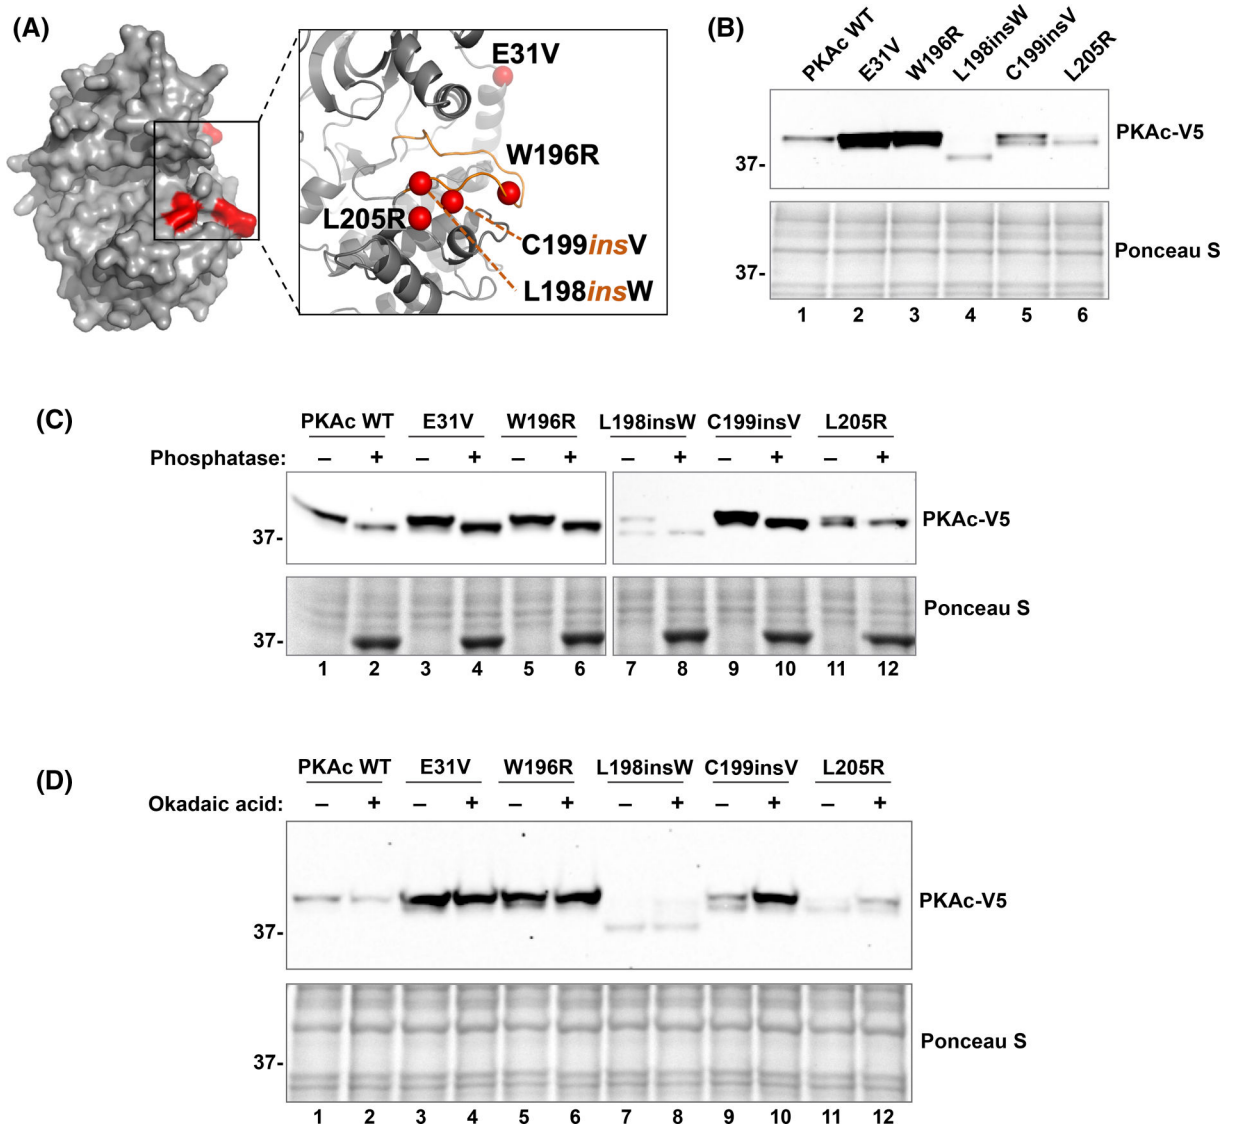 (A)
E31V
W196R
L205R
C199insV
L198insW
(B)
PKAc WT E31V W196R L198insW C199insV L205R
PKAc-V5
37-
Ponceau S
37-
1 2 3 4 5 6
(C)
PKAc WT E31V W196R L198insW C199insV L205R
Phosphatase: – + – + – + – + – + – +
PKAc-V5
37-
Ponceau S
37-
1 2 3 4 5 6 7 8 9 10 11 12
(D)
PKAc WT E31V W196R L198insW C199insV L205R
Okadaic acid: – + – + – + – + – + – +
PKAc-V5
37-
Ponceau S
37-
1 2 3 4 5 6 7 8 9 10 11 12